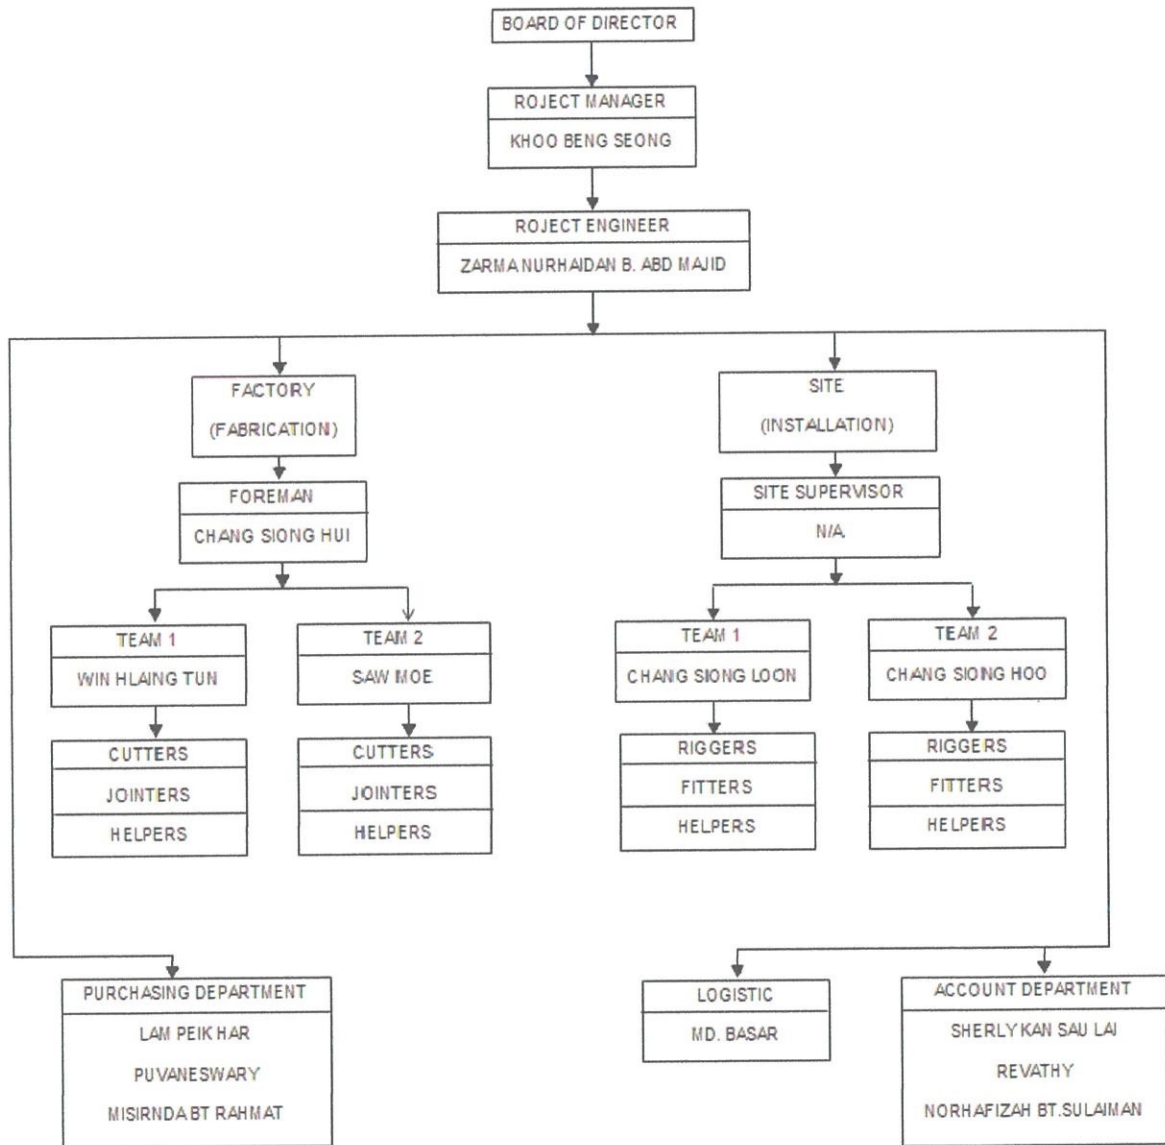 BOARD OF DIRECTOR
ROJECT MANAGER
KHOO BENG SEONG
ROJECT ENGINEER
ZARMA NURHAIDAN B. ABD MAJID
FACTORY
(FABRICATION)
FOREMAN
CHANG SIONG HUI
TEAM 1
WIN HLAING TUN
CUTTERS
JOINTERS
HELPERS
TEAM 2
SAW MOE
CUTTERS
JOINTERS
HELPERS
SITE
(INSTALLATION)
SITE SUPERVISOR
N/A
TEAM 1
CHANG SIONG LOON
RIGGERS
FITTERS
HELPERS
TEAM 2
CHANG SIONG HOO
RIGGERS
FITTERS
HELPERS
PURCHASING DEPARTMENT
LAM PEIK HAR
PUVANESWARY
MISIRNDA BT RAHMAT
LOGISTIC
MD. BASAR
ACCOUNT DEPARTMENT
SHERLY KAN SAU LAI
REVATHY
NORHAFIZAH BT.SULAIMAN